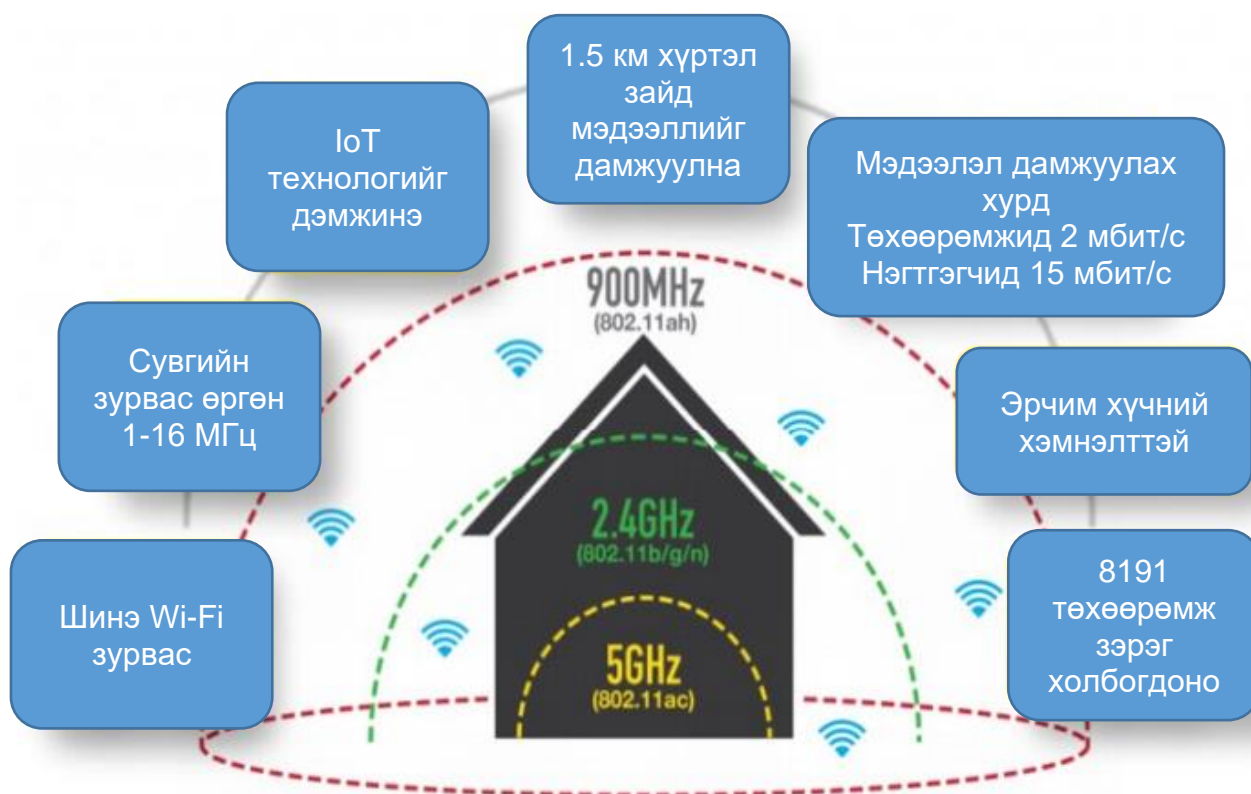 1.5 км хүртэл
зайд
мэдээллийг
дамжуулна
IoT
технологийг
дэмжинэ
Мэдээлэл дамжуулах
хурд
Төхөөрөмжид 2 мбит/с
Нэгтгэгчид 15 мбит/с
900MHz
(802.11ah)
Сувгийн
зурвас өргөн
1-16 МГц
Эрчим хүчний
хэмнэлттэй
2.4GHz
(802.11b/g/n)
Шинэ Wi-Fi
зурвас
8191
төхөөрөмж
зэрэг
холбогдоно
5GHz
(802.11ac)